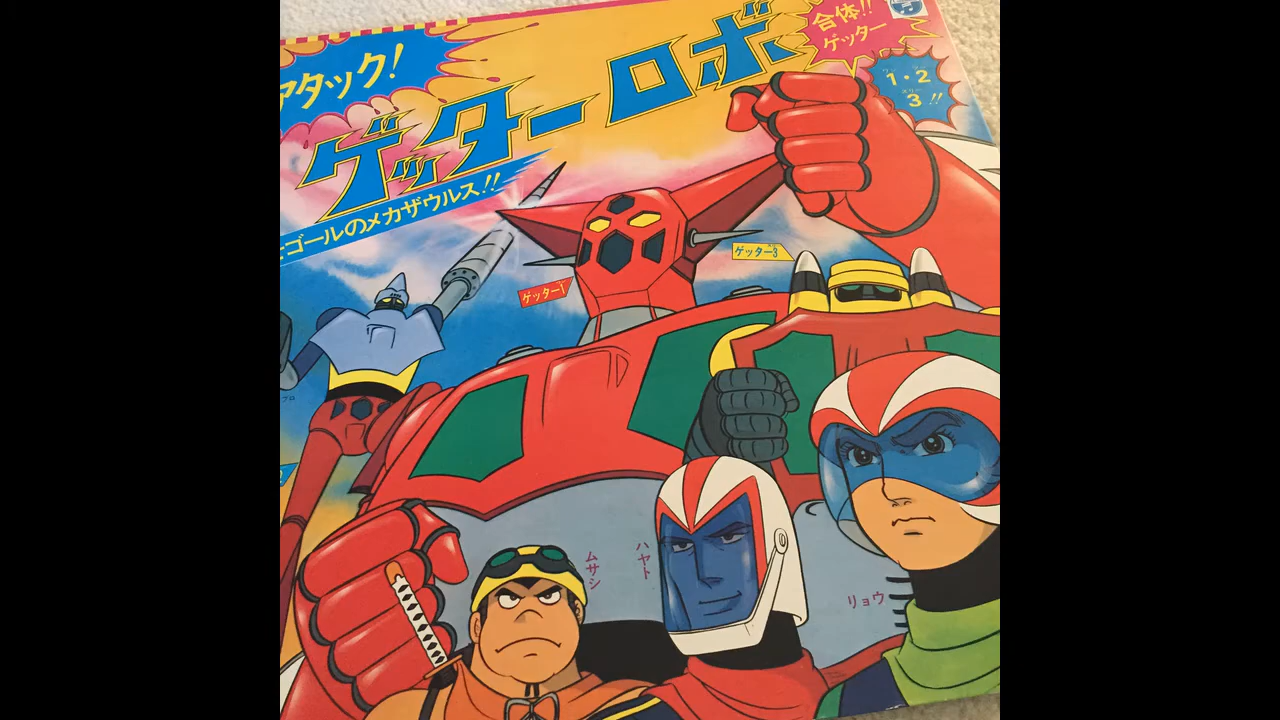 アタック!
ゲッターロボ
合体!!
ゲッター
1・2
3!!
ゴールのメカザウルス!!
ゲッター1
ゲッター3
ムサシ
ハヤト
リョウ